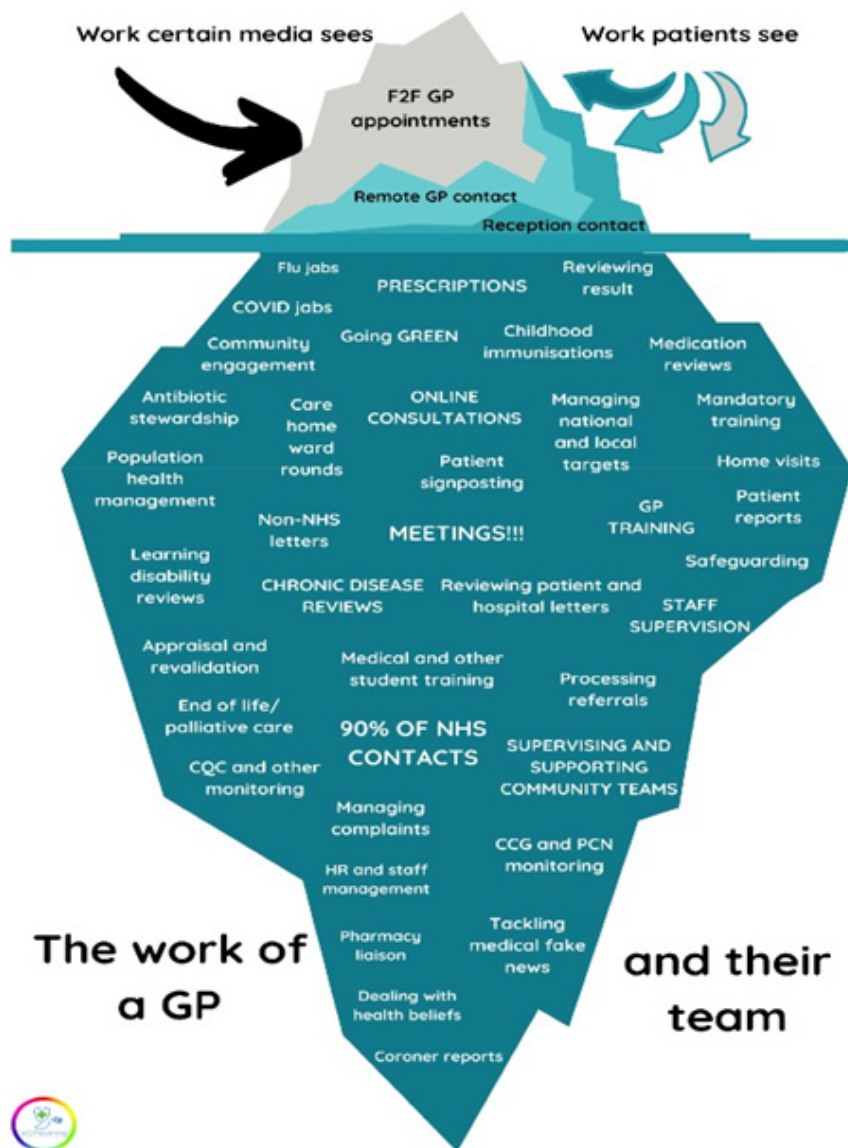 Work certain media sees
Work patients see
F2F GP
appointments
Remote GP contact
Reception contact
Flu jabs
PRESCRIPTIONS
Reviewing
result
COVID jabs
Community
engagement
Going GREEN
Childhood
immunisations
Medication
reviews
Antibiotic
stewardship
Care
home
ward
rounds
ONLINE
CONSULTATIONS
Managing
national
and local
targets
Mandatory
training
Population
health
management
Patient
signposting
Home visits
Non-NHS
letters
MEETINGS!!!
GP
TRAINING
Patient
reports
Learning
disability
reviews
CHRONIC DISEASE
REVIEWS
Reviewing patient and
hospital letters
Safeguarding
STAFF
SUPERVISION
Appraisal and
revalidation
Medical and other
student training
Processing
referrals
End of life/
palliative care
90% OF NHS
CONTACTS
SUPERVISING AND
SUPPORTING
COMMUNITY TEAMS
CQC and other
monitoring
Managing
complaints
CCG and PCN
monitoring
HR and staff
management
Pharmacy
liaison
Tackling
medical fake
news
Dealing with
health beliefs
Coroner reports
The work of
a GP
and their
team